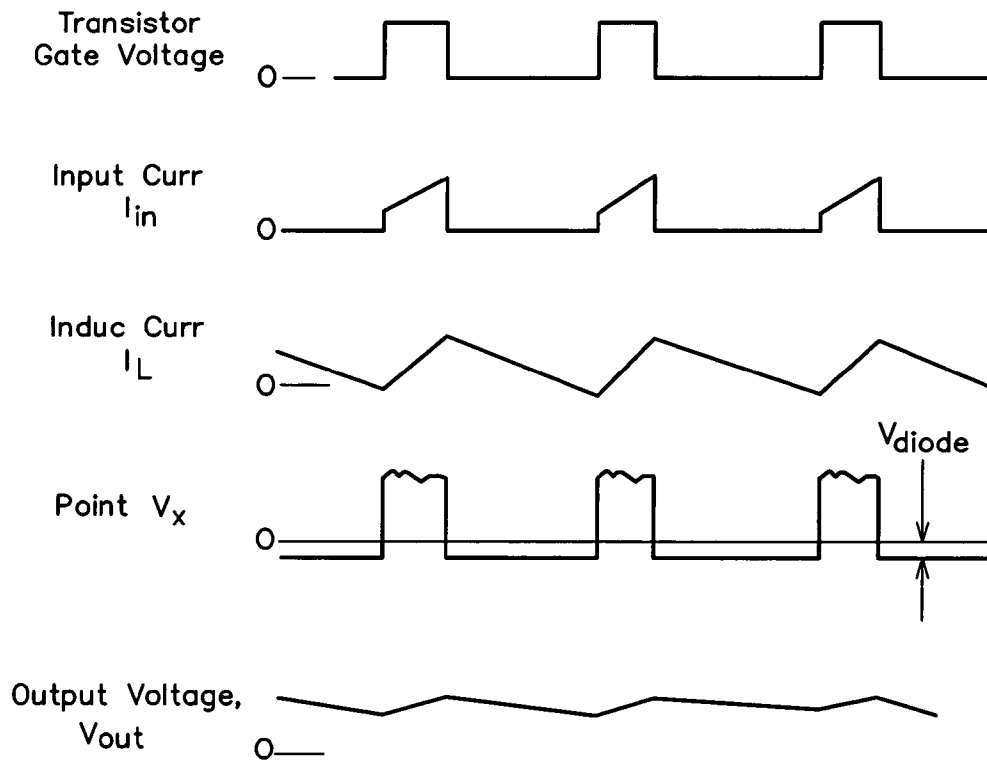 Transistor
Gate Voltage
0
Input Curr
Iin
0
Induc Curr
IL
0
Vdiode
Point Vx
0
Output Voltage,
Vout
0